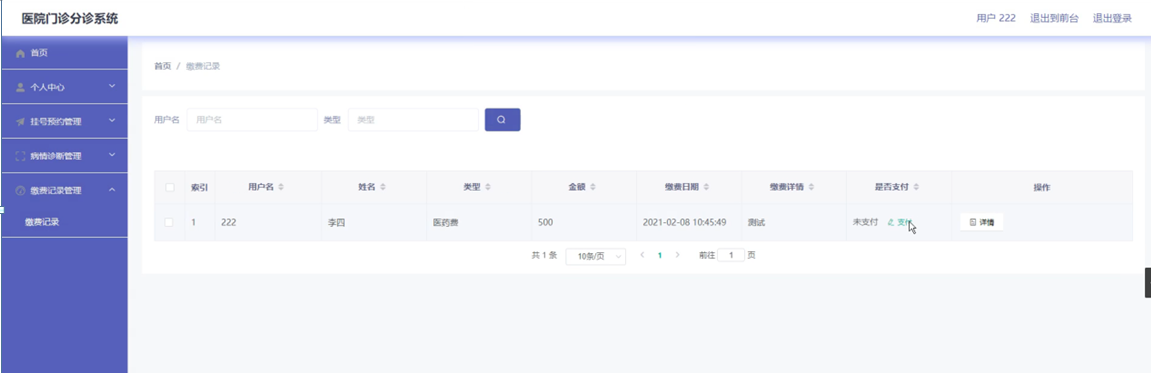 医院门诊分诊系统 用户 222 退出到前台 退出登录
首页
个人中心
挂号预约管理
病情诊断管理
缴费记录管理
缴费记录
首页 / 缴费记录
用户名 用户名 类型 类型
索引 用户名 姓名 类型 金额 缴费日期 缴费详情 是否支付 操作
1 222 李四 医药费 500 2021-02-08 10:45:49 测试 未支付 支付 详情
共 1 条 10条/页 1 前往 1 页